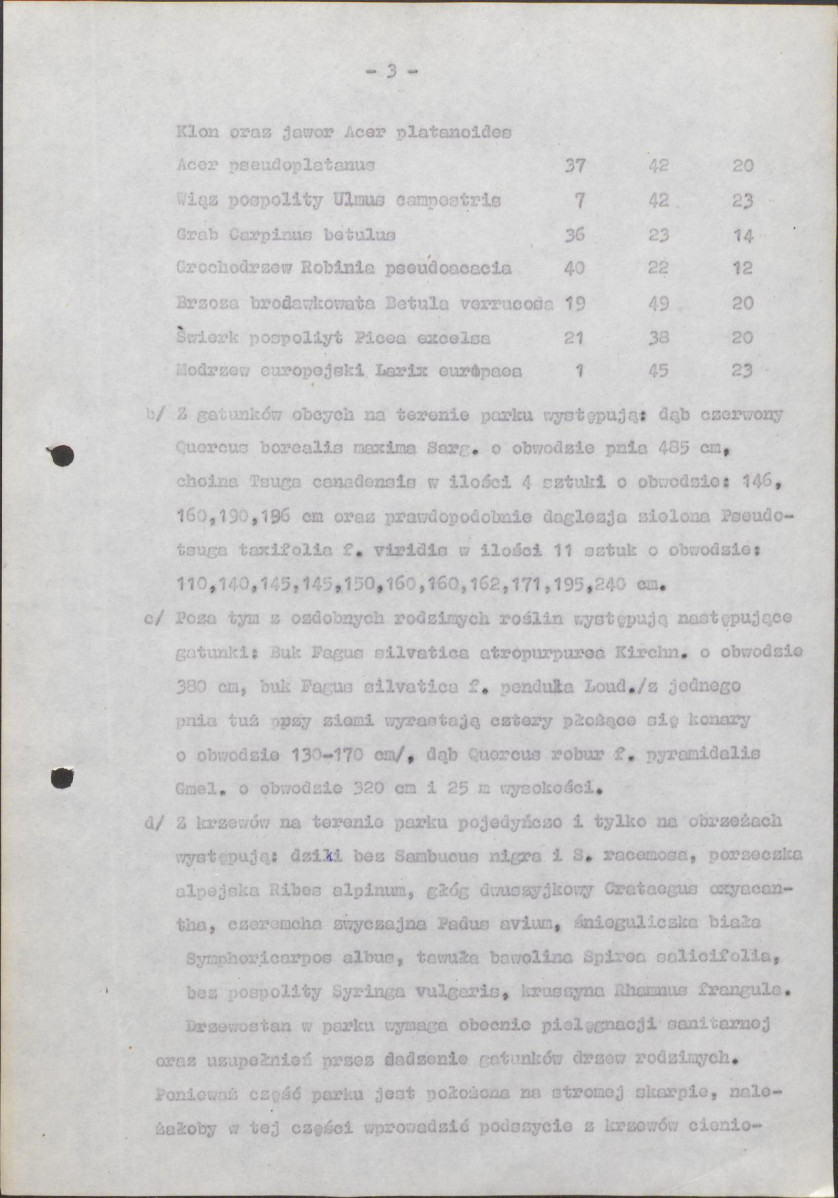 - 3 -
Klon oraz jawor Acer platanoides
Acer pseudoplatanus 37 42 20
Wiąz pospolity Ulmus campestris 7 42 23
Grab Carpinus betulus 36 23 14
Grochodrzew Robinia pseudoacacia 40 22 12
Brzoza brodawkowata Betula verrucosa 19 49 20
Świerk pospoliyt Picea excelsa 21 38 20
Modrzew europejski Larix europaea 1 45 23
b/ Z gatunków obcych na terenie parku występują: dąb czerwony
Quercus borealis maxima Sarg. o obwodzie pnia 485 cm,
choina Tsuga canadensis w ilości 4 sztuki o obwodzie: 146,
160,190,196 cm oraz prawdopodobnie daglezja zielona Pseudo-
tsuga taxifolia f. viridis w ilości 11 sztuk o obwodzie:
110,140,145,145,150,160,160,162,171,195,240 cm.
c/ Poza tym z ozdobnych rodzimych roślin występują następujące
gatunki: Buk Fagus silvatica atropurpurea Kirchn. o obwodzie
380 cm, buk Fagus silvatica f. penduła Loud./z jednego
pnia tuż przy ziemi wyrastają cztery płożące się konary
o obwodzie 130-170 cm/, dąb Quercus robur f. pyramidalis
Gmel. o obwodzie 320 cm i 25 m wysokości.
d/ Z krzewów na terenie parku pojedyńczo i tylko na obrzeżach
występują: dziki bez Sambucus nigra i S. racemosa, porzeczka
alpejska Ribes alpinum, głóg dwuszyjkowy Crataegus oxyacan-
tha, czeremcha zwyczajna Padus avium, śnieguliczka biała
Symphoricarpos albus, tawuła bawolina Spirea salicifolia,
bez pospolity Syringa vulgaris, kruszyna Rhamnus frangula.
Drzewostan w parku wymaga obecnie pielęgnacji sanitarnej
oraz uzupełnień przez dadzenie gatunków drzew rodzimych.
Ponieważ część parku jest położona na stromej skarpie, nale-
żałoby w tej części wprowadzić podszycie z krzewów cienio-